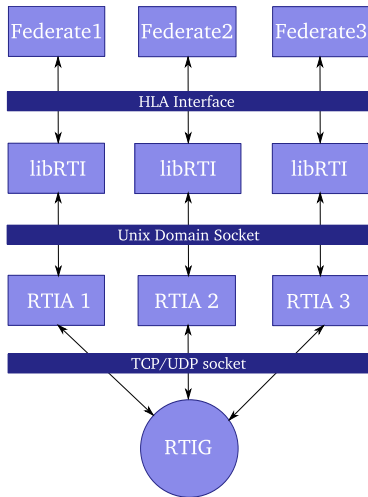 Federate1 Federate2 Federate3
HLA Interface
libRTI libRTI libRTI
Unix Domain Socket
RTIA 1 RTIA 2 RTIA 3
TCP/UDP socket
RTIG